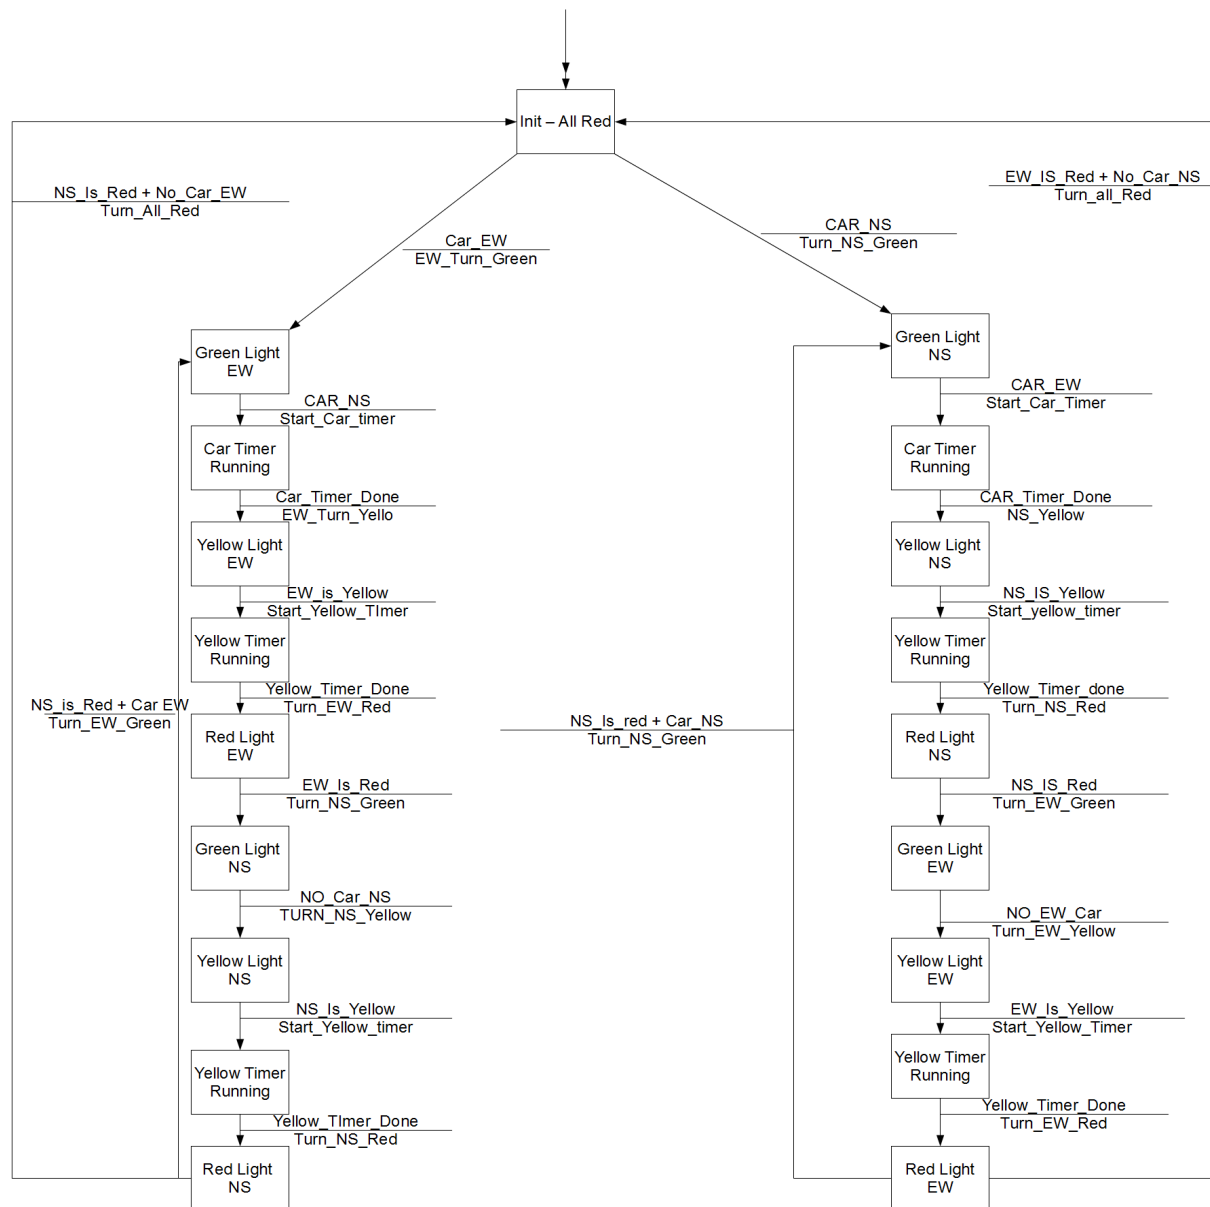 Init – All Red
NS_Is_Red + No_Car_EW
Turn_All_Red
EW_IS_Red + No_Car_NS
Turn_all_Red
Car_EW
EW_Turn_Green
CAR_NS
Turn_NS_Green
Green Light
EW
CAR_NS
Start_Car_timer
Car Timer
Running
Car_Timer_Done
EW_Turn_Yello
Yellow Light
EW
EW_is_Yellow
Start_Yellow_TImer
Yellow Timer
Running
Yellow_Timer_Done
Turn_EW_Red
NS_is_Red + Car EW
Turn_EW_Green
Red Light
EW
EW_Is_Red
Turn_NS_Green
Green Light
NS
NO_Car_NS
TURN_NS_Yellow
Yellow Light
NS
NS_Is_Yellow
Start_Yellow_timer
Yellow Timer
Running
Yellow_TImer_Done
Turn_NS_Red
Red Light
NS
Green Light
NS
CAR_EW
Start_Car_Timer
Car Timer
Running
CAR_Timer_Done
NS_Yellow
Yellow Light
NS
NS_IS_Yellow
Start_yellow_timer
Yellow Timer
Running
Yellow_Timer_done
Turn_NS_Red
NS_Is_red + Car_NS
Turn_NS_Green
Red Light
NS
NS_IS_Red
Turn_EW_Green
Green Light
EW
NO_EW_Car
Turn_EW_Yellow
Yellow Light
EW
EW_Is_Yellow
Start_Yellow_Timer
Yellow Timer
Running
Yellow_Timer_Done
Turn_EW_Red
Red Light
EW